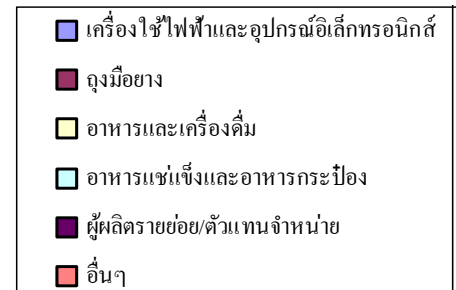 เครื่องใช้ไฟฟ้าและอุปกรณ์อิเล็กทรอนิกส์
ถุงมือยาง
อาหารและเครื่องดื่ม
อาหารแช่แข็งและอาหารกระป๋อง
ผู้ผลิตรายย่อย/ตัวแทนจำหน่าย
อื่นๆ